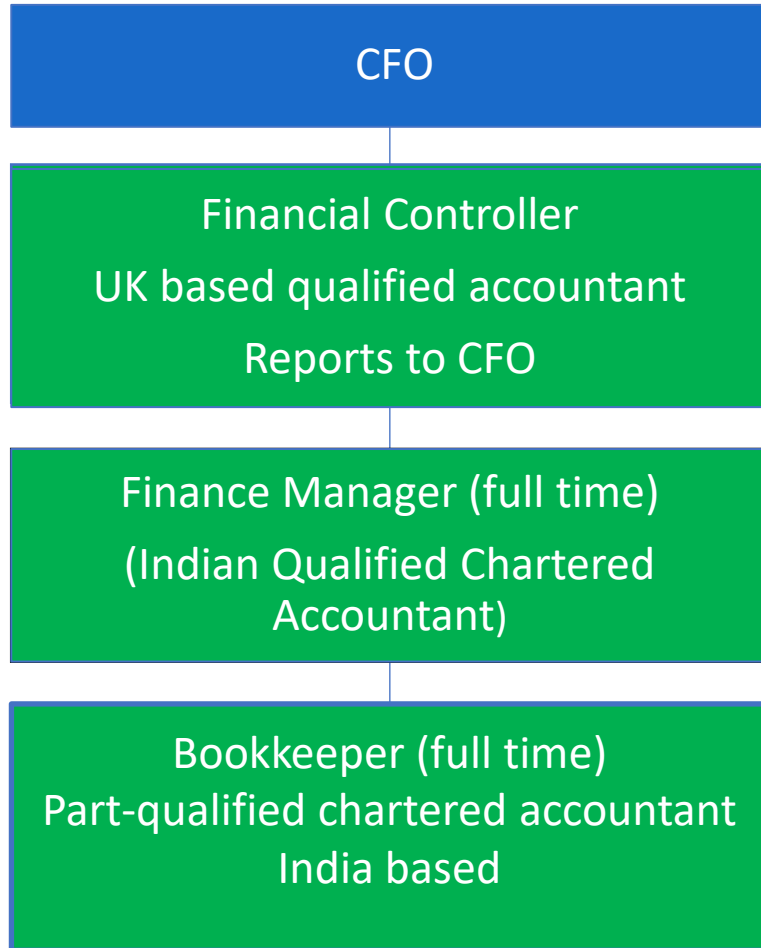 CFO
Financial Controller
UK based qualified accountant
Reports to CFO
Finance Manager (full time)
(Indian Qualified Chartered
Accountant)
Bookkeeper (full time)
Part-qualified chartered accountant
India based